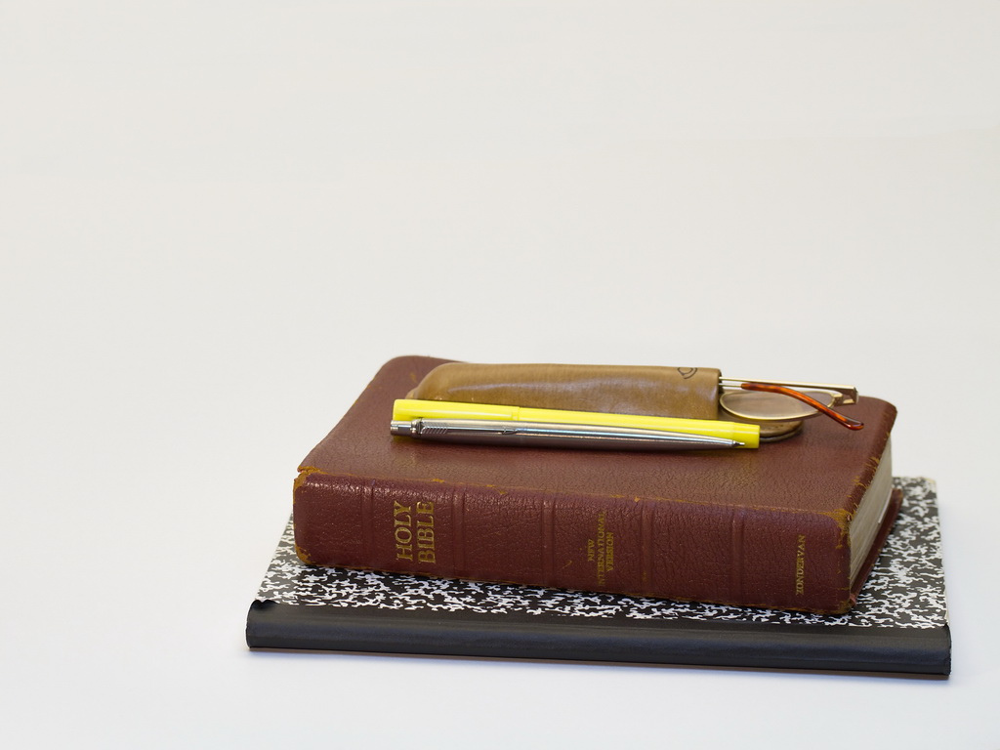 HOLY
BIBLE
NEW
INTERNATIONAL
VERSION
ZONDERVAN